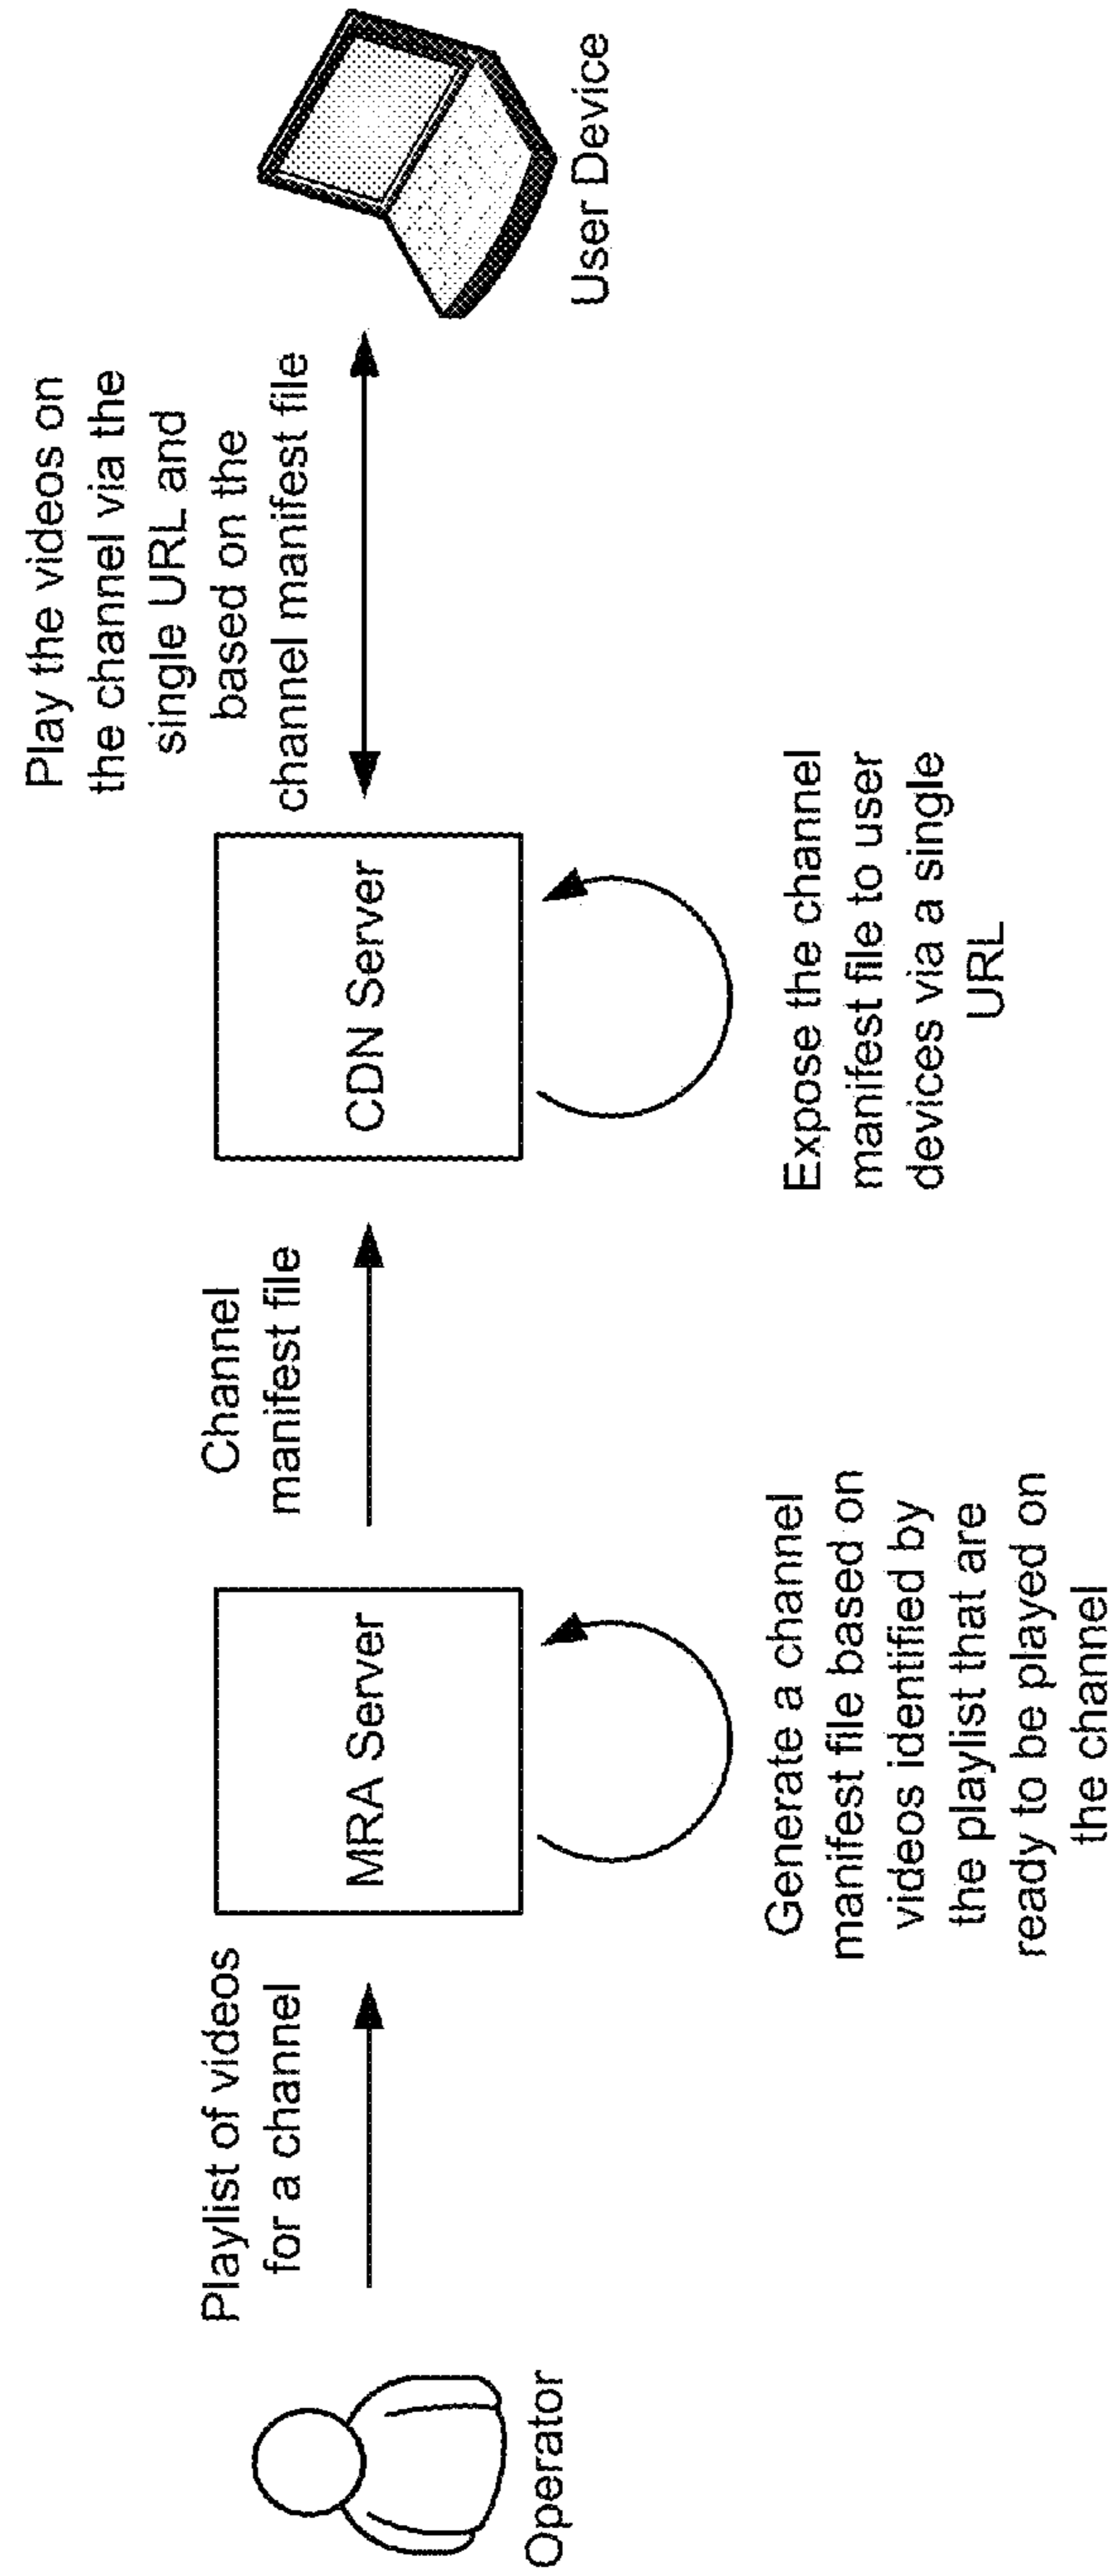 Operator
Playlist of videos
for a channel
MRA Server
Generate a channel
manifest file based on
videos identified by
the playlist that are
ready to be played on
the channel
Channel
manifest file
CDN Server
Expose the channel
manifest file to user
devices via a single
URL
Play the videos on
the channel via the
single URL and
based on the
channel manifest file
User Device